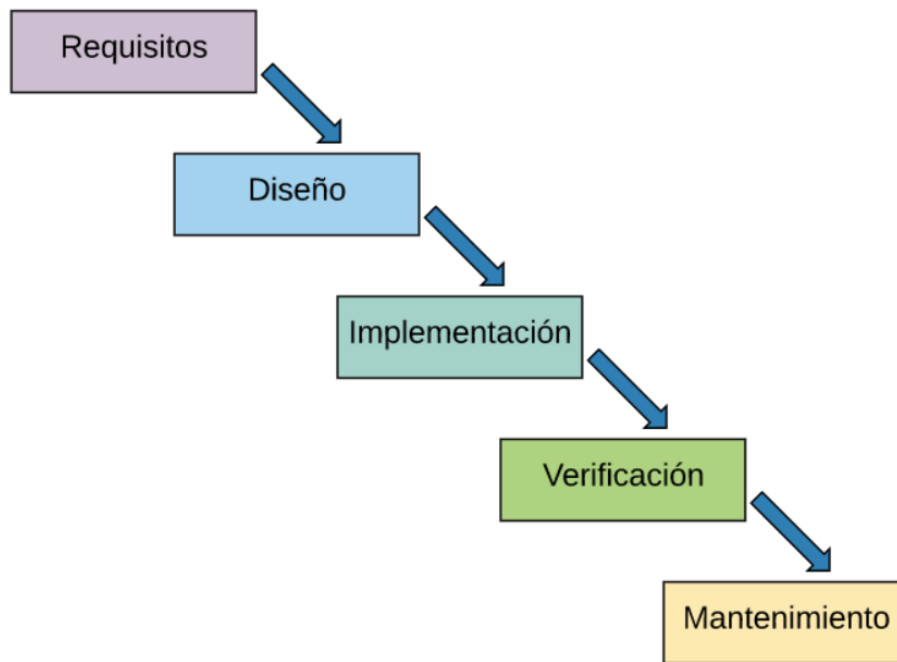 Requisitos
Diseño
Implementación
Verificación
Mantenimiento